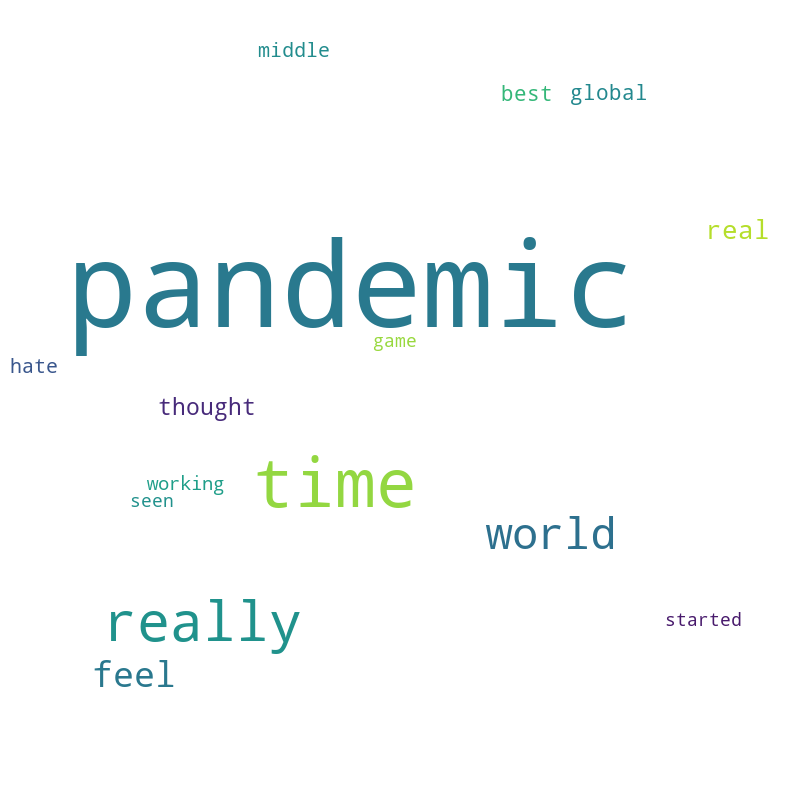 middle
best global
real
pandemic
game
hate
thought
time
working
seen
world
really
started
feel